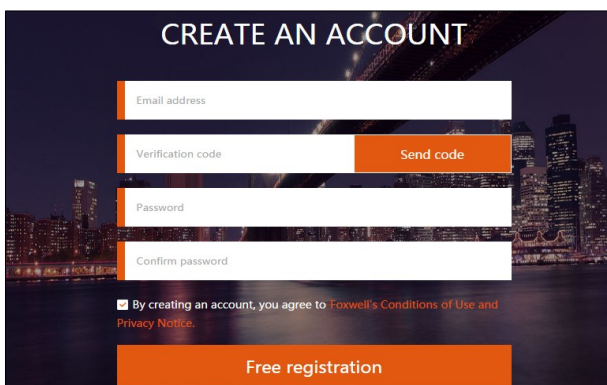 CREATE AN ACCOUNT
Email address
Verification code
Send code
Password
Confirm password
By creating an account, you agree to Foxwell's Conditions of Use and
Privacy Notice.
Free registration